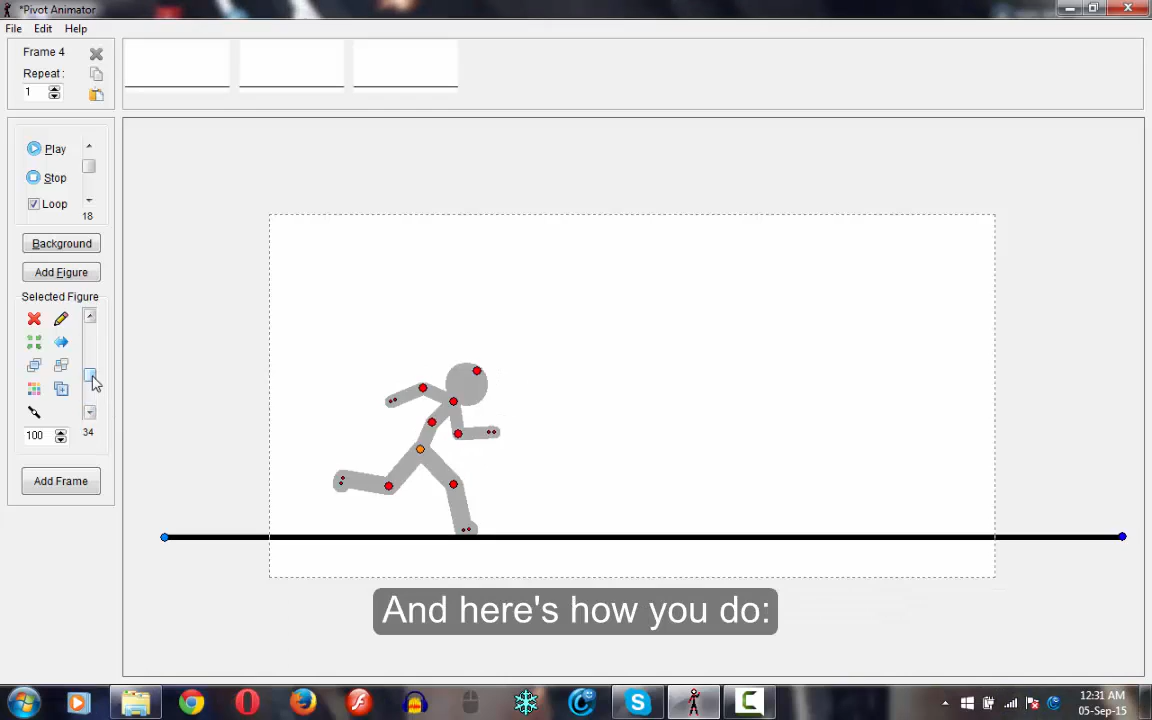 *Pivot Animator
File Edit Help
Frame 4
Repeat:
1
Play
Stop
Loop
18
Background
Add Figure
Selected Figure
100
34
Add Frame
And here's how you do:
12:31 AM
05-Sep-15